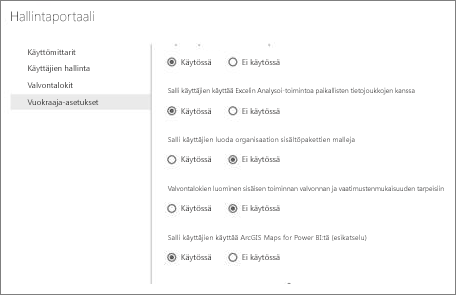 Hallintaportaali
Käyttömittarit
Käyttäjien hallinta
Valvontalokit
Vuokraaja-asetukset
Käytössä Ei käytössä
Salli käyttäjien käyttää Excelin Analysoi-toimintoa paikallisten tietojoukkojen kanssa
Käytössä Ei käytössä
Salli käyttäjien luoda organisaation sisältöpakettien malleja
Käytössä Ei käytössä
Valvontalokien luominen sisäisen toiminnan valvonnan ja vaatimustenmukaisuuden tarpeisiin
Käytössä Ei käytössä
Salli käyttäjien käyttää ArcGIS Maps for Power BI:tä (esikatselu)
Käytössä Ei käytössä